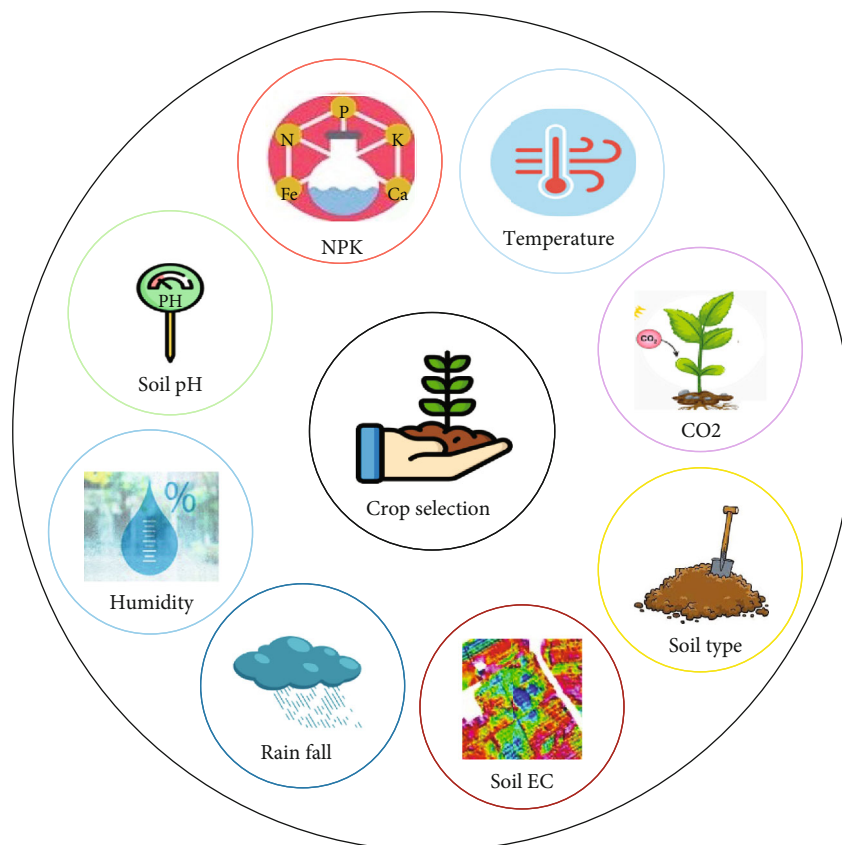 P
N
K
Fe
Ca
NPK
Temperature
PH
Soil pH
CO₂
CO2
Crop selection
%
Humidity
Soil type
Rain fall
Soil EC